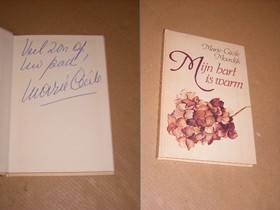 Veel zon op
Uw pad,
Marie Cécile
Marie-Cécile
Moerdijk
Mijn hart
is warm